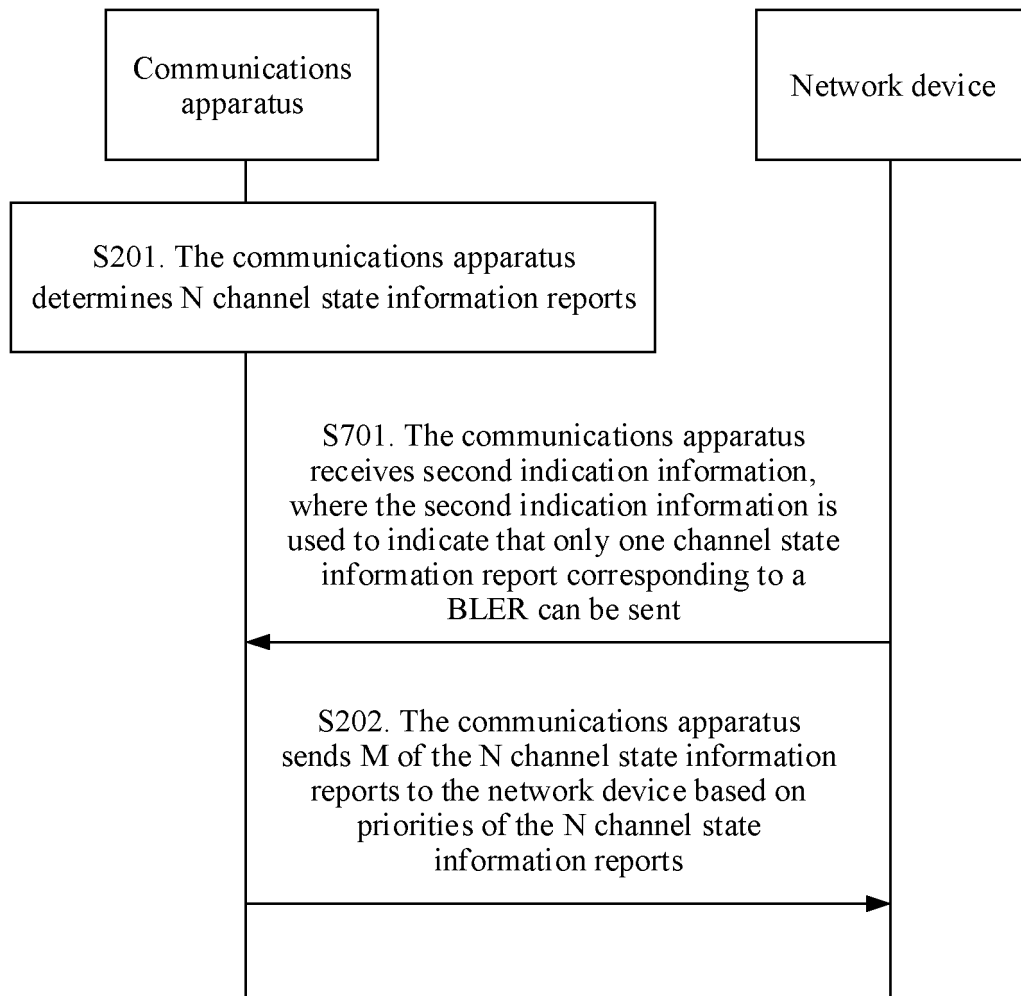 Communications
apparatus
Network device
S201. The communications apparatus
determines N channel state information reports
S701. The communications apparatus
receives second indication information,
where the second indication information is
used to indicate that only one channel state
information report corresponding to a
BLER can be sent
S202. The communications apparatus
sends M of the N channel state information
reports to the network device based on
priorities of the N channel state
information reports